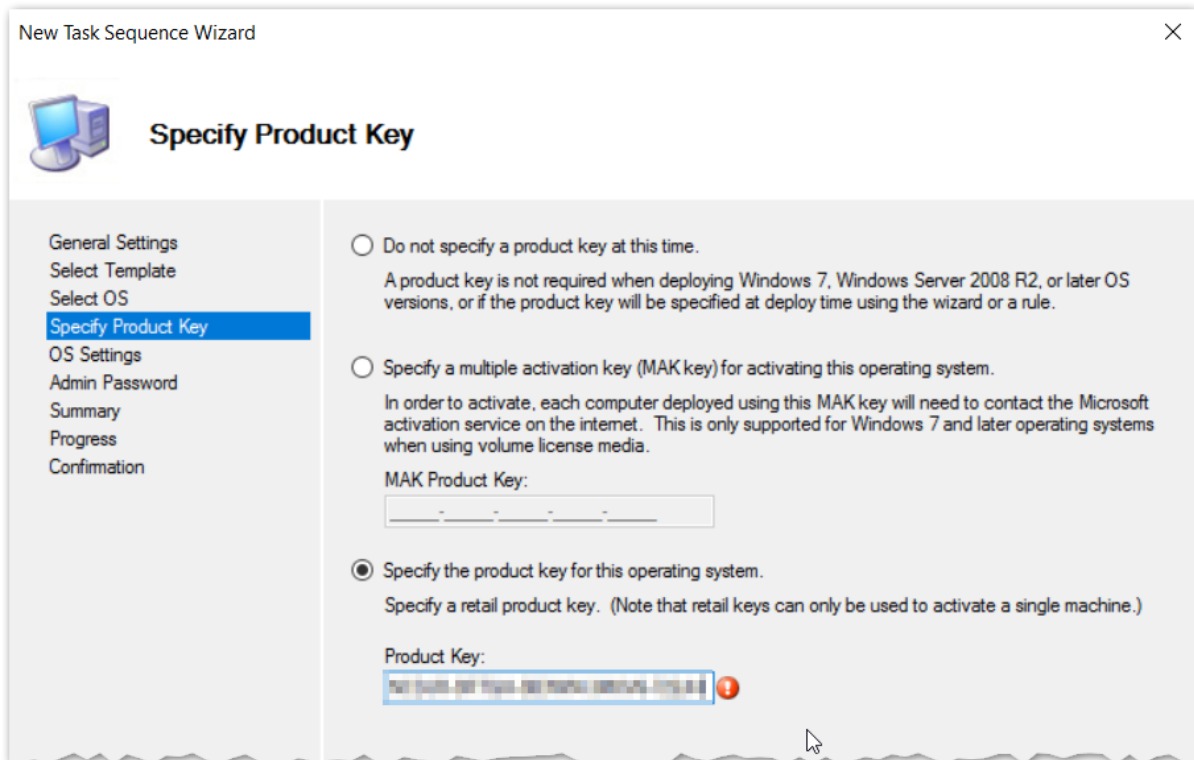 New Task Sequence Wizard
Specify Product Key
General Settings
Select Template
Select OS
Specify Product Key
OS Settings
Admin Password
Summary
Progress
Confirmation
Do not specify a product key at this time.
A product key is not required when deploying Windows 7, Windows Server 2008 R2, or later OS
versions, or if the product key will be specified at deploy time using the wizard or a rule.
Specify a multiple activation key (MAK key) for activating this operating system.
In order to activate, each computer deployed using this MAK key will need to contact the Microsoft
activation service on the internet.  This is only supported for Windows 7 and later operating systems
when using volume license media.
MAK Product Key:
_____-_____-_____-_____-_____
Specify the product key for this operating system.
Specify a retail product key.  (Note that retail keys can only be used to activate a single machine.)
Product Key: